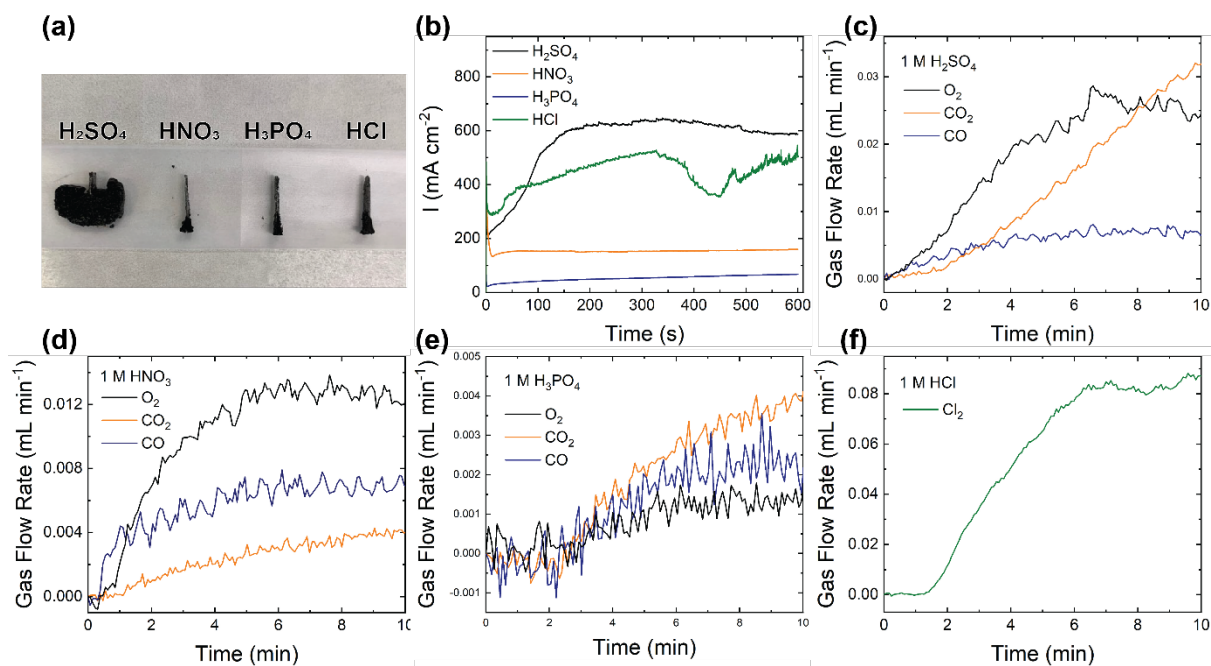 (a)
H₂SO₄ HNO₃ H₃PO₄ HCl
(b)
H₂SO₄
HNO₃
H₃PO₄
HCl
I (mA cm⁻²)
800
600
400
200
0
0 100 200 300 400 500 600
Time (s)
(c)
1 M H₂SO₄
O₂
CO₂
CO
Gas Flow Rate (mL min⁻¹)
0.03
0.02
0.01
0.00
0 2 4 6 8 10
Time (min)
(d)
1 M HNO₃
O₂
CO₂
CO
Gas Flow Rate (mL min⁻¹)
0.012
0.008
0.004
0.000
0 2 4 6 8 10
Time (min)
(e)
1 M H₃PO₄
O₂
CO₂
CO
Gas Flow Rate (mL min⁻¹)
0.005
0.004
0.003
0.002
0.001
0.000
-0.001
0 2 4 6 8 10
Time (min)
(f)
1 M HCl
Cl₂
Gas Flow Rate (mL min⁻¹)
0.08
0.06
0.04
0.02
0.00
0 2 4 6 8 10
Time (min)